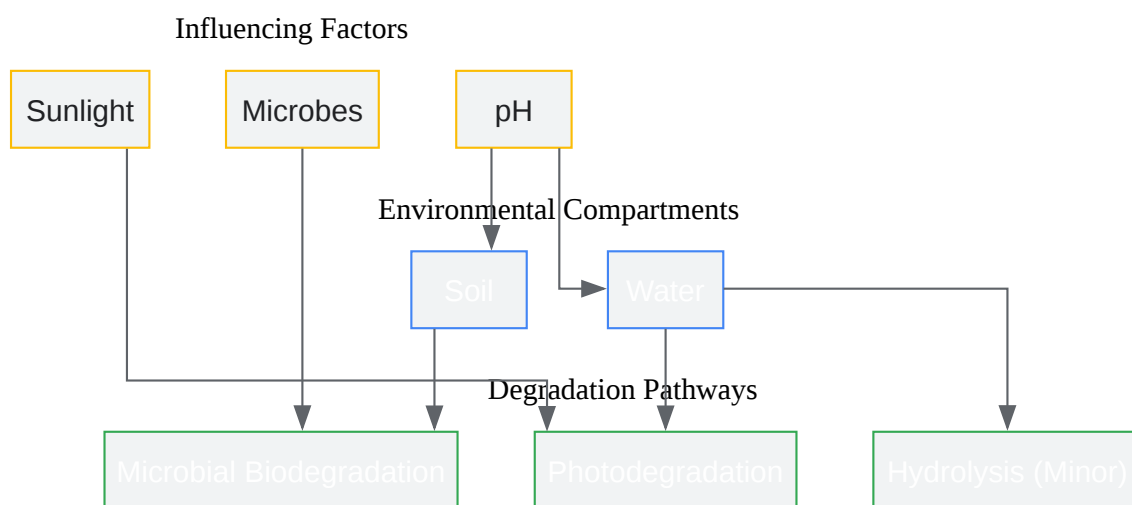 Influencing Factors
Sunlight
Microbes
pH
Environmental Compartments
Soil
Water
Degradation Pathways
Microbial Biodegradation
Photodegradation
Hydrolysis (Minor)